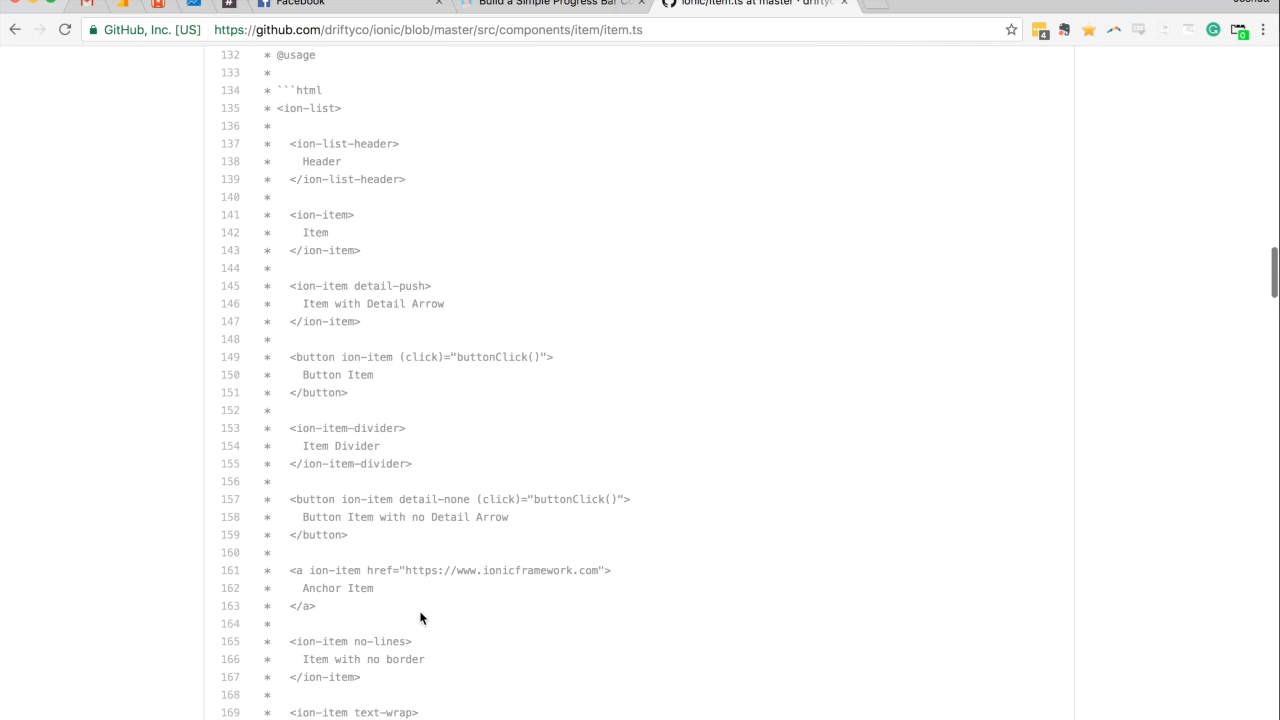 Facebook
Build a Simple Progress Bar Co
ionic/item.ts at master · driftyc
GitHub, Inc. [US]
https://github.com/driftyco/ionic/blob/master/src/components/item/item.ts
4
0
132 * @usage
133 *
134 * ```html
135 * <ion-list>
136 *
137 * <ion-list-header>
138 * Header
139 * </ion-list-header>
140 *
141 * <ion-item>
142 * Item
143 * </ion-item>
144 *
145 * <ion-item detail-push>
146 * Item with Detail Arrow
147 * </ion-item>
148 *
149 * <button ion-item (click)="buttonClick()">
150 * Button Item
151 * </button>
152 *
153 * <ion-item-divider>
154 * Item Divider
155 * </ion-item-divider>
156 *
157 * <button ion-item detail-none (click)="buttonClick()">
158 * Button Item with no Detail Arrow
159 * </button>
160 *
161 * <a ion-item href="https://www.ionicframework.com">
162 * Anchor Item
163 * </a>
164 *
165 * <ion-item no-lines>
166 * Item with no border
167 * </ion-item>
168 *
169 * <ion-item text-wrap>